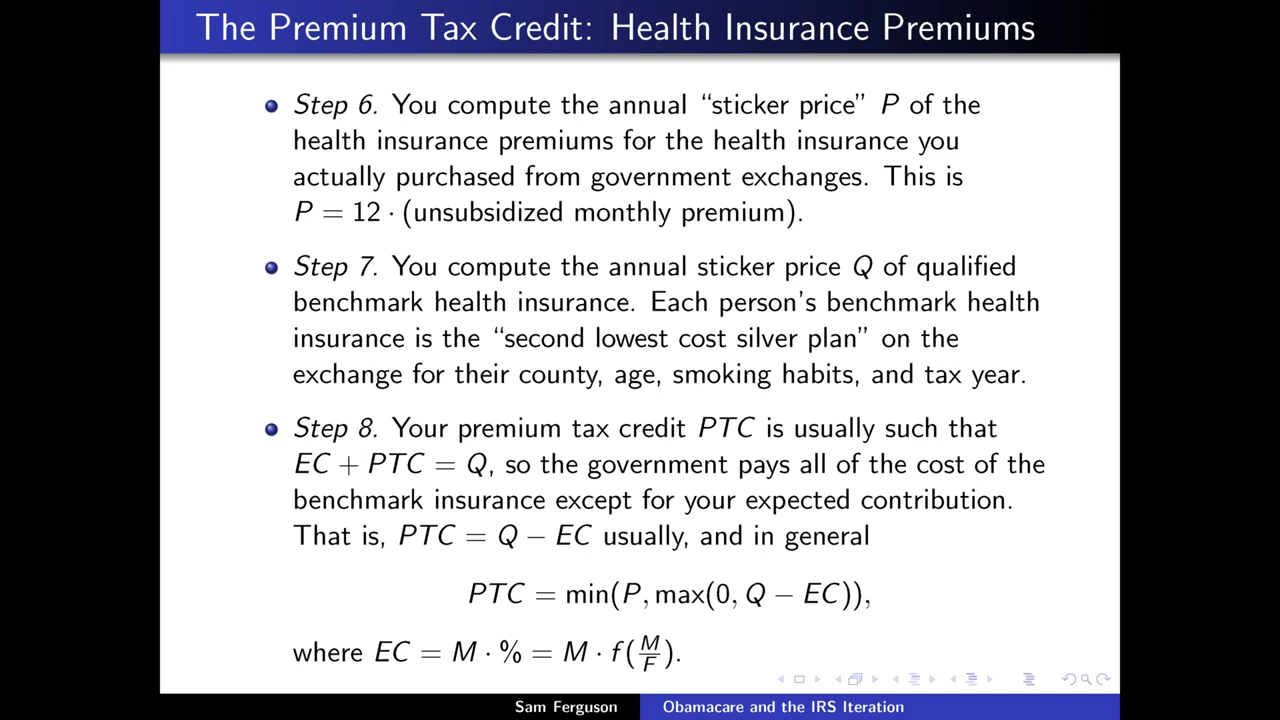 The Premium Tax Credit: Health Insurance Premiums
Step 6. You compute the annual “sticker price” P of the
health insurance premiums for the health insurance you
actually purchased from government exchanges. This is
P = 12 · (unsubsidized monthly premium).
Step 7. You compute the annual sticker price Q of qualified
benchmark health insurance. Each person’s benchmark health
insurance is the “second lowest cost silver plan” on the
exchange for their county, age, smoking habits, and tax year.
Step 8. Your premium tax credit PTC is usually such that
EC + PTC = Q, so the government pays all of the cost of the
benchmark insurance except for your expected contribution.
That is, PTC = Q − EC usually, and in general
PTC = min(P, max(0, Q − EC)),
where EC = M · % = M · f(M/F).
Sam Ferguson
Obamacare and the IRS Iteration